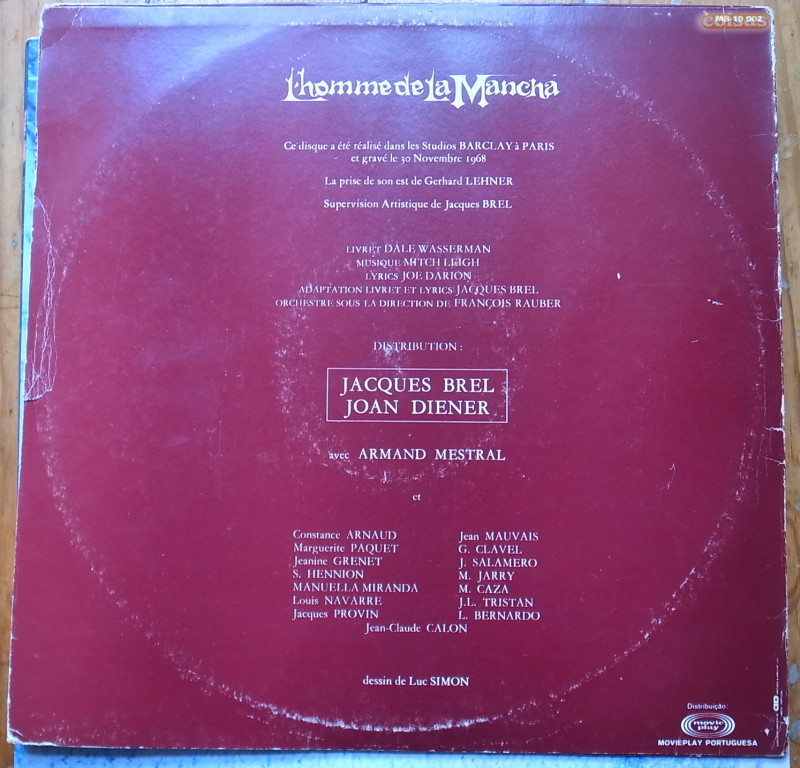 coisas
MB-10.002
L'homme de La Mancha
Ce disque a été réalisé dans les Studios BARCLAY à PARIS
et gravé le 30 Novembre 1968
La prise de son est de Gerhard LEHNER
Supervision Artistique de Jacques BREL
LIVRET DALE WASSERMAN
MUSIQUE MITCH LEIGH
LYRICS JOE DARION
ADAPTATION LIVRET ET LYRICS: JACQUES BREL
ORCHESTRE SOUS LA DIRECTION DE FRANÇOIS RAUBER
DISTRIBUTION :
JACQUES BREL
JOAN DIENER
avec ARMAND MESTRAL
et
Constance ARNAUD Jean MAUVAIS
Marguerite PAQUET G. CLAVEL
Jeanine GRENET J. SALAMERO
S. HENNION M. JARRY
MANUELLA MIRANDA M. CAZA
Louis NAVARRE J.L. TRISTAN
Jacques PROVIN L. BERNARDO
Jean-Claude CALON
dessin de Luc SIMON
Distribuição:
movie
play
MOVIEPLAY PORTUGUESA